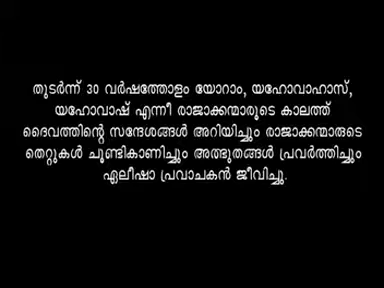 തുടർന്ന് 30 വർഷത്തോളം യോറാം, യഹോവാഹാസ്,
യഹോവാഷ് എന്നീ രാജാക്കന്മാരുടെ കാലത്ത്
ദൈവത്തിന്റെ സന്ദേശങ്ങൾ അറിയിച്ചും രാജാക്കന്മാരുടെ
തെറ്റുകൾ ചൂണ്ടികാണിച്ചും അത്ഭുതങ്ങൾ പ്രവർത്തിച്ചും
ഏലീഷാ പ്രവാചകൻ ജീവിച്ചു.